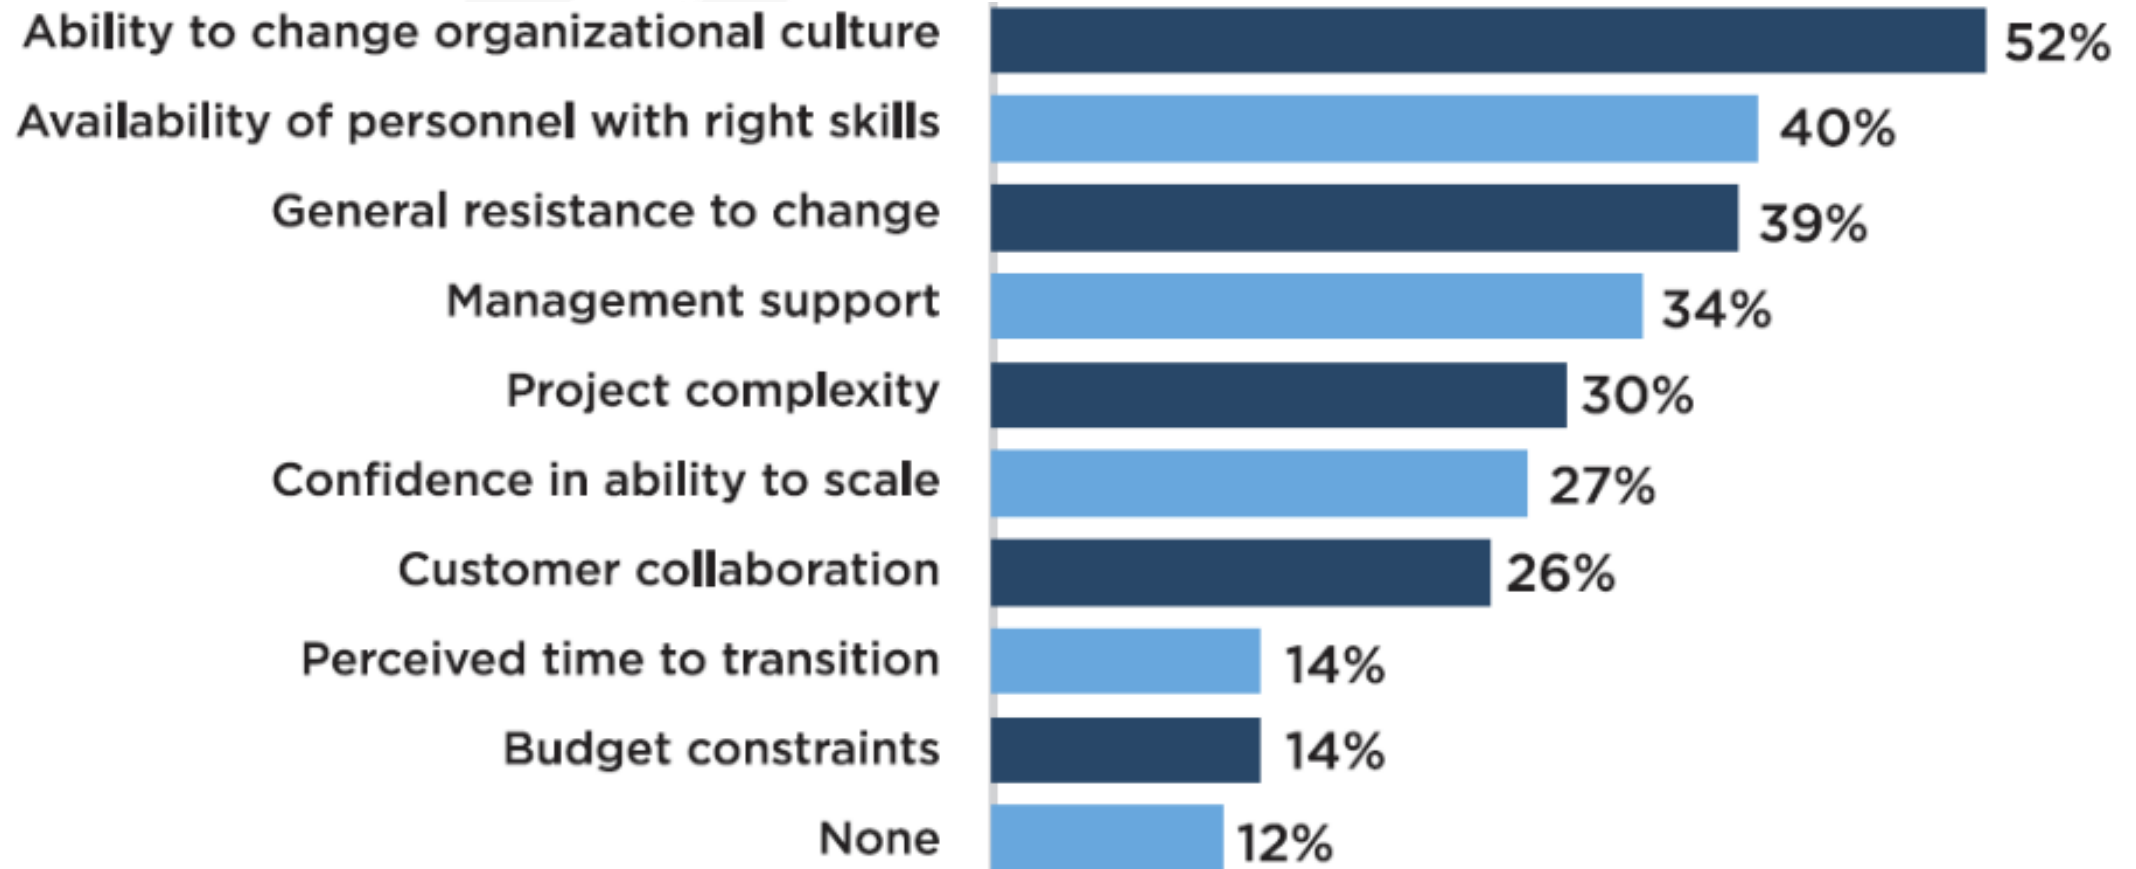 Ability to change organizational culture 52%
Availability of personnel with right skills 40%
General resistance to change 39%
Management support 34%
Project complexity 30%
Confidence in ability to scale 27%
Customer collaboration 26%
Perceived time to transition 14%
Budget constraints 14%
None 12%